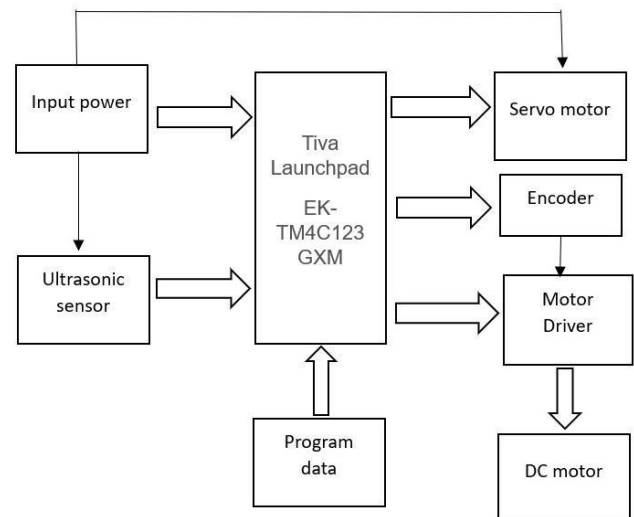 Input power
Tiva
Launchpad
EK-
TM4C123
GXM
Servo motor
Encoder
Ultrasonic
sensor
Motor
Driver
Program
data
DC motor